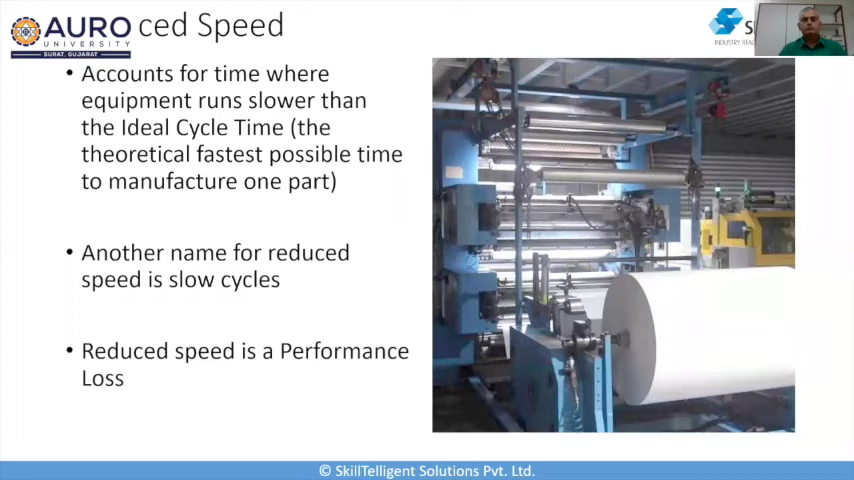 ced Speed
AURO
UNIVERSITY
SURAT, GUJARAT
• Accounts for time where
equipment runs slower than
the Ideal Cycle Time (the
theoretical fastest possible time
to manufacture one part)
• Another name for reduced
speed is slow cycles
• Reduced speed is a Performance
Loss
INDUSTRY
© SkillTelligent Solutions Pvt. Ltd.